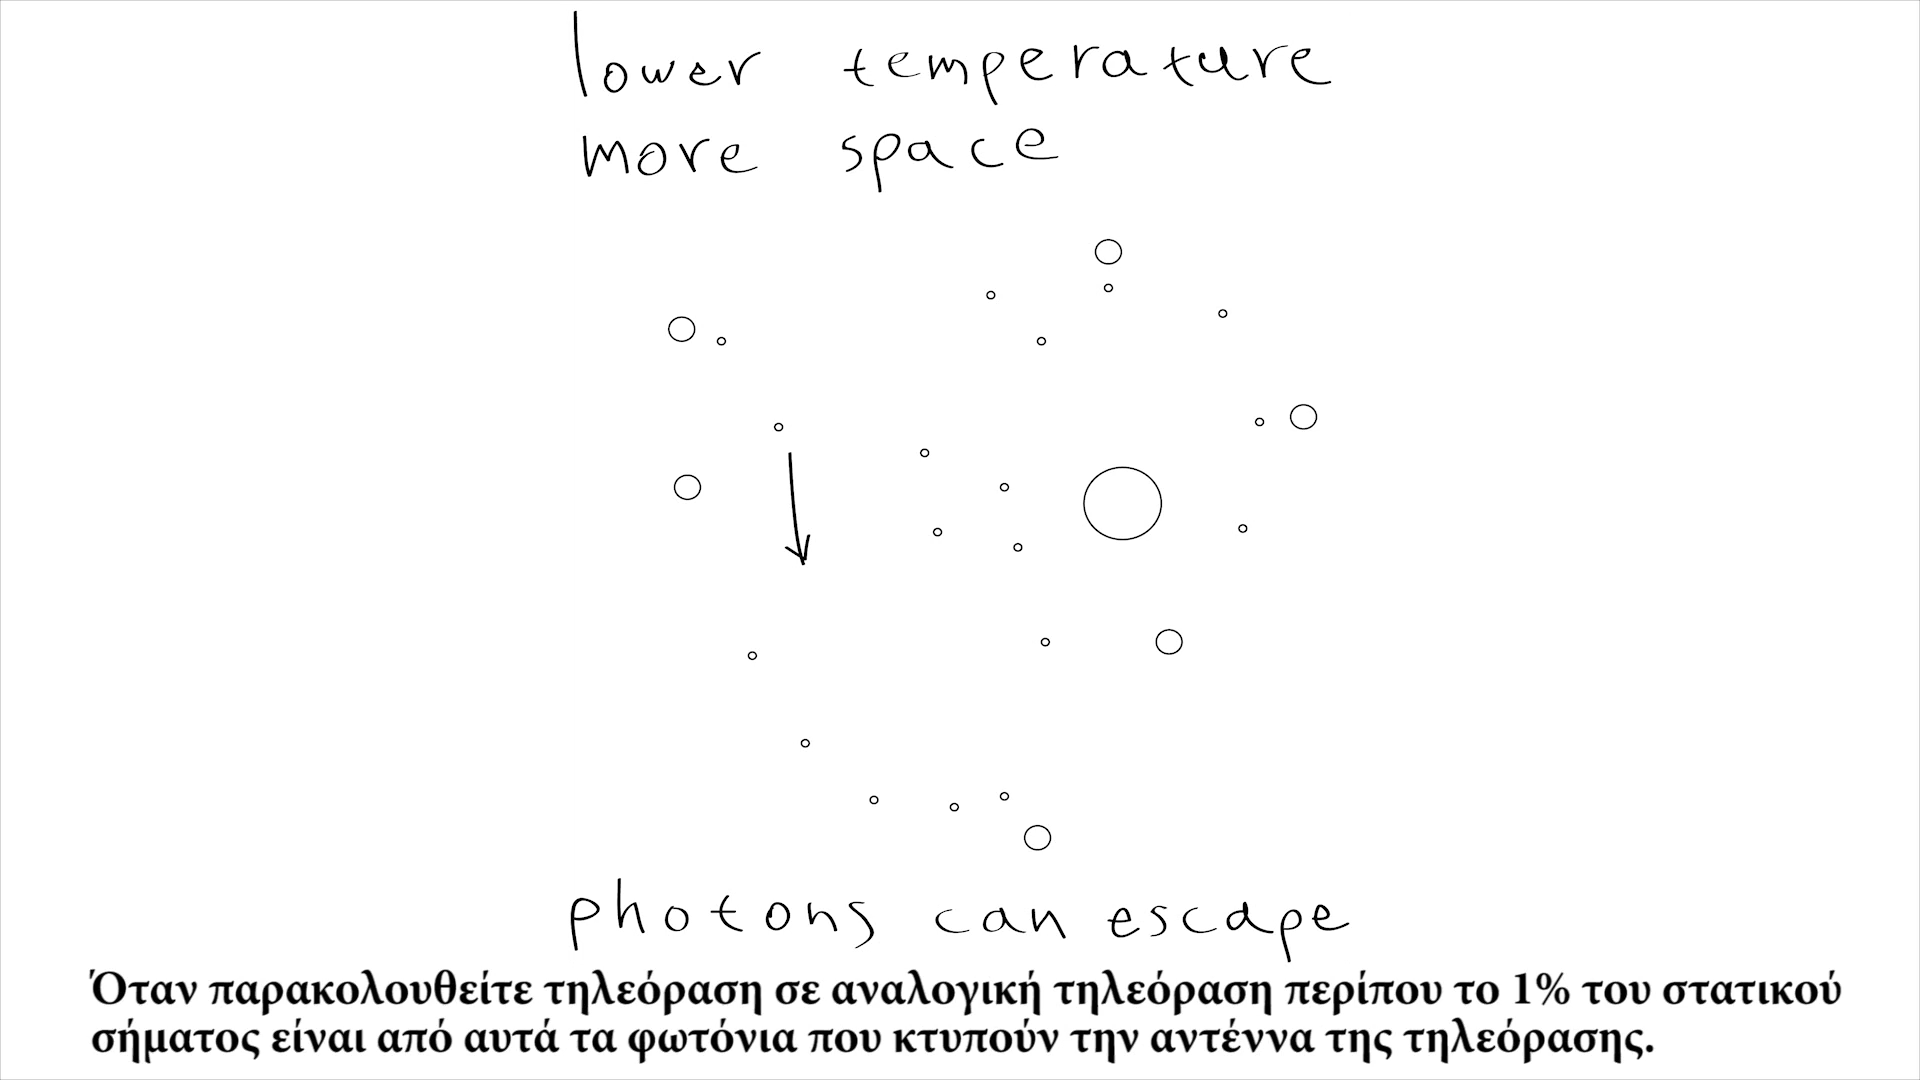 lower temperature
more space
photons can escape
Όταν παρακολουθείτε τηλεόραση σε αναλογική τηλεόραση περίπου το 1% του στατικού
σήματος είναι από αυτά τα φωτόνια που κτυπούν την αντέννα της τηλεόρασης.